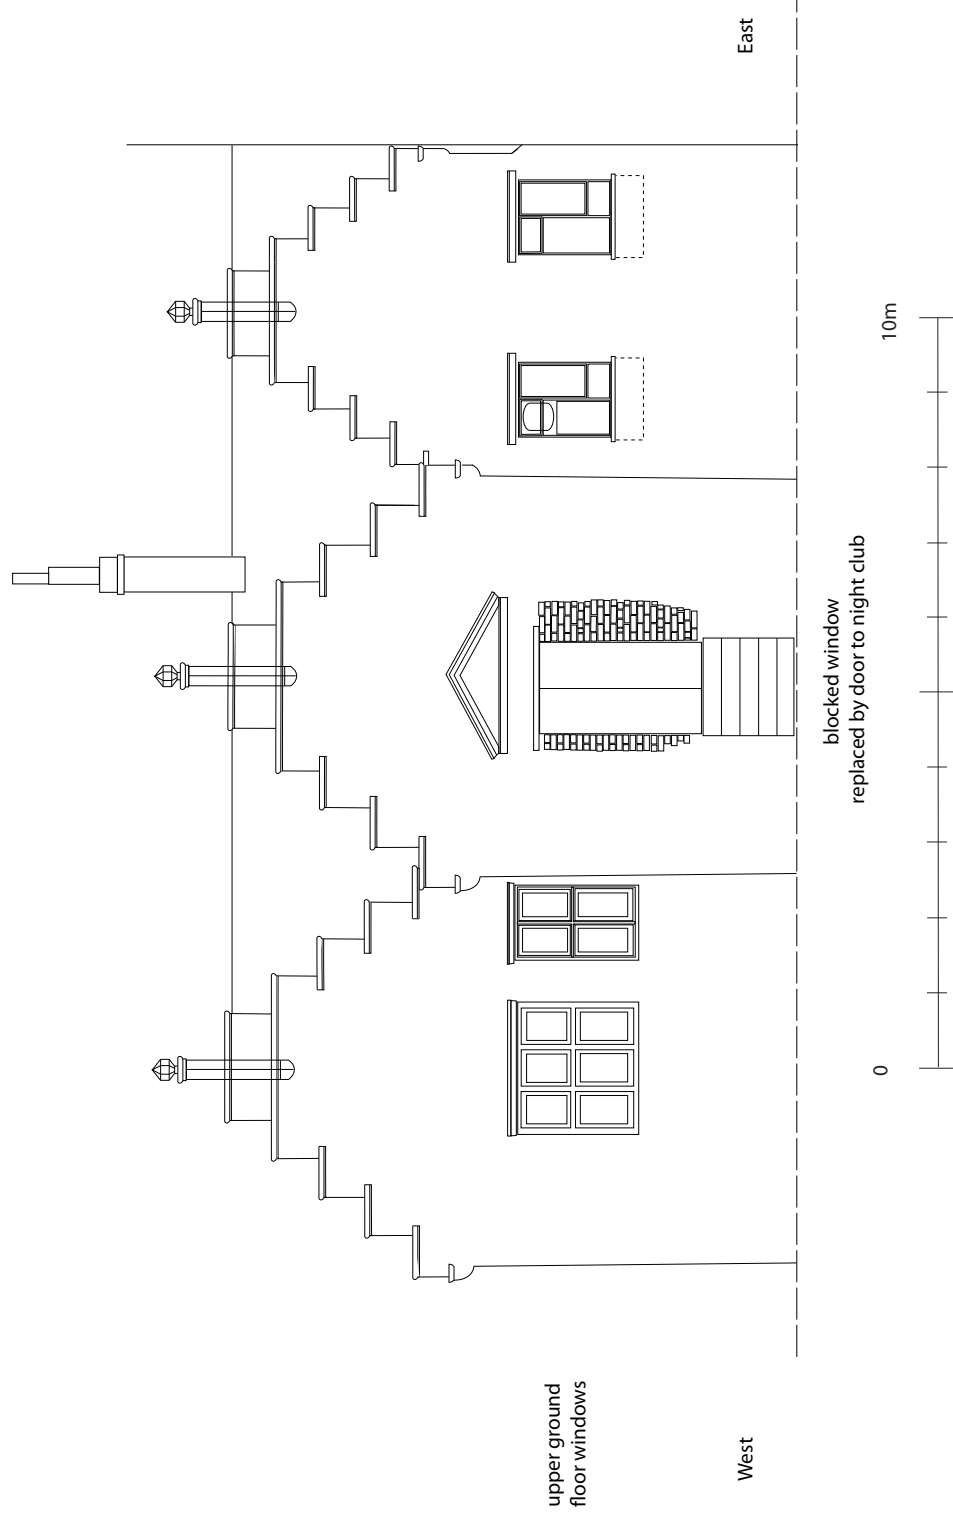 upper ground
floor windows
West
East
blocked window
replaced by door to night club
0
10m